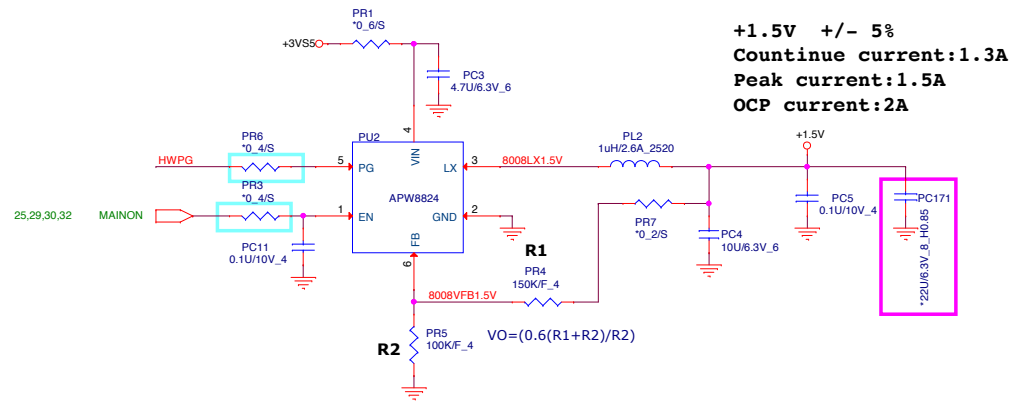 PR1
*0_6/S
+3VS5
PC3
4.7U/6.3V_6
+1.5V +/- 5%
Countinue current:1.3A
Peak current:1.5A
OCP current:2A
PR6
*0_4/S
HWPG
5
PG
PU2
4
VIN
LX
3
8008LX1.5V
PL2
1uH/2.6A_2520
+1.5V
APW8824
PR3
*0_4/S
25,29,30,32
MAINON
1
EN
GND
2
FB
6
PC11
0.1U/10V_4
PR7
*0_2/S
PC4
10U/6.3V_6
PC5
0.1U/10V_4
PC171
*22U/6.3V_8_H0.85
R1
PR4
150K/F_4
8008VFB1.5V
R2
PR5
100K/F_4
VO=(0.6(R1+R2)/R2)